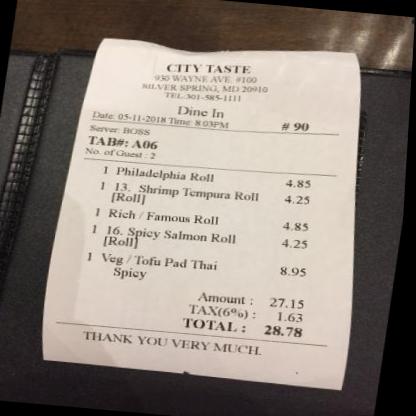 CITY TASTE
930 WAYNE AVE. #100
SILVER SPRING, MD 20910
TEL:301-585-1111
Dine In
Date: 05-11-2018 Time: 8:03PM # 90
Server: BOSS
TAB#: A06
No. of Guest : 2
1 Philadelphia Roll 4.85
1 13. Shrimp Tempura Roll 4.25
[Roll]
1 Rich / Famous Roll 4.85
1 16. Spicy Salmon Roll 4.25
[Roll]
1 Veg / Tofu Pad Thai 8.95
Spicy
Amount : 27.15
TAX(6%) : 1.63
TOTAL : 28.78
THANK YOU VERY MUCH.